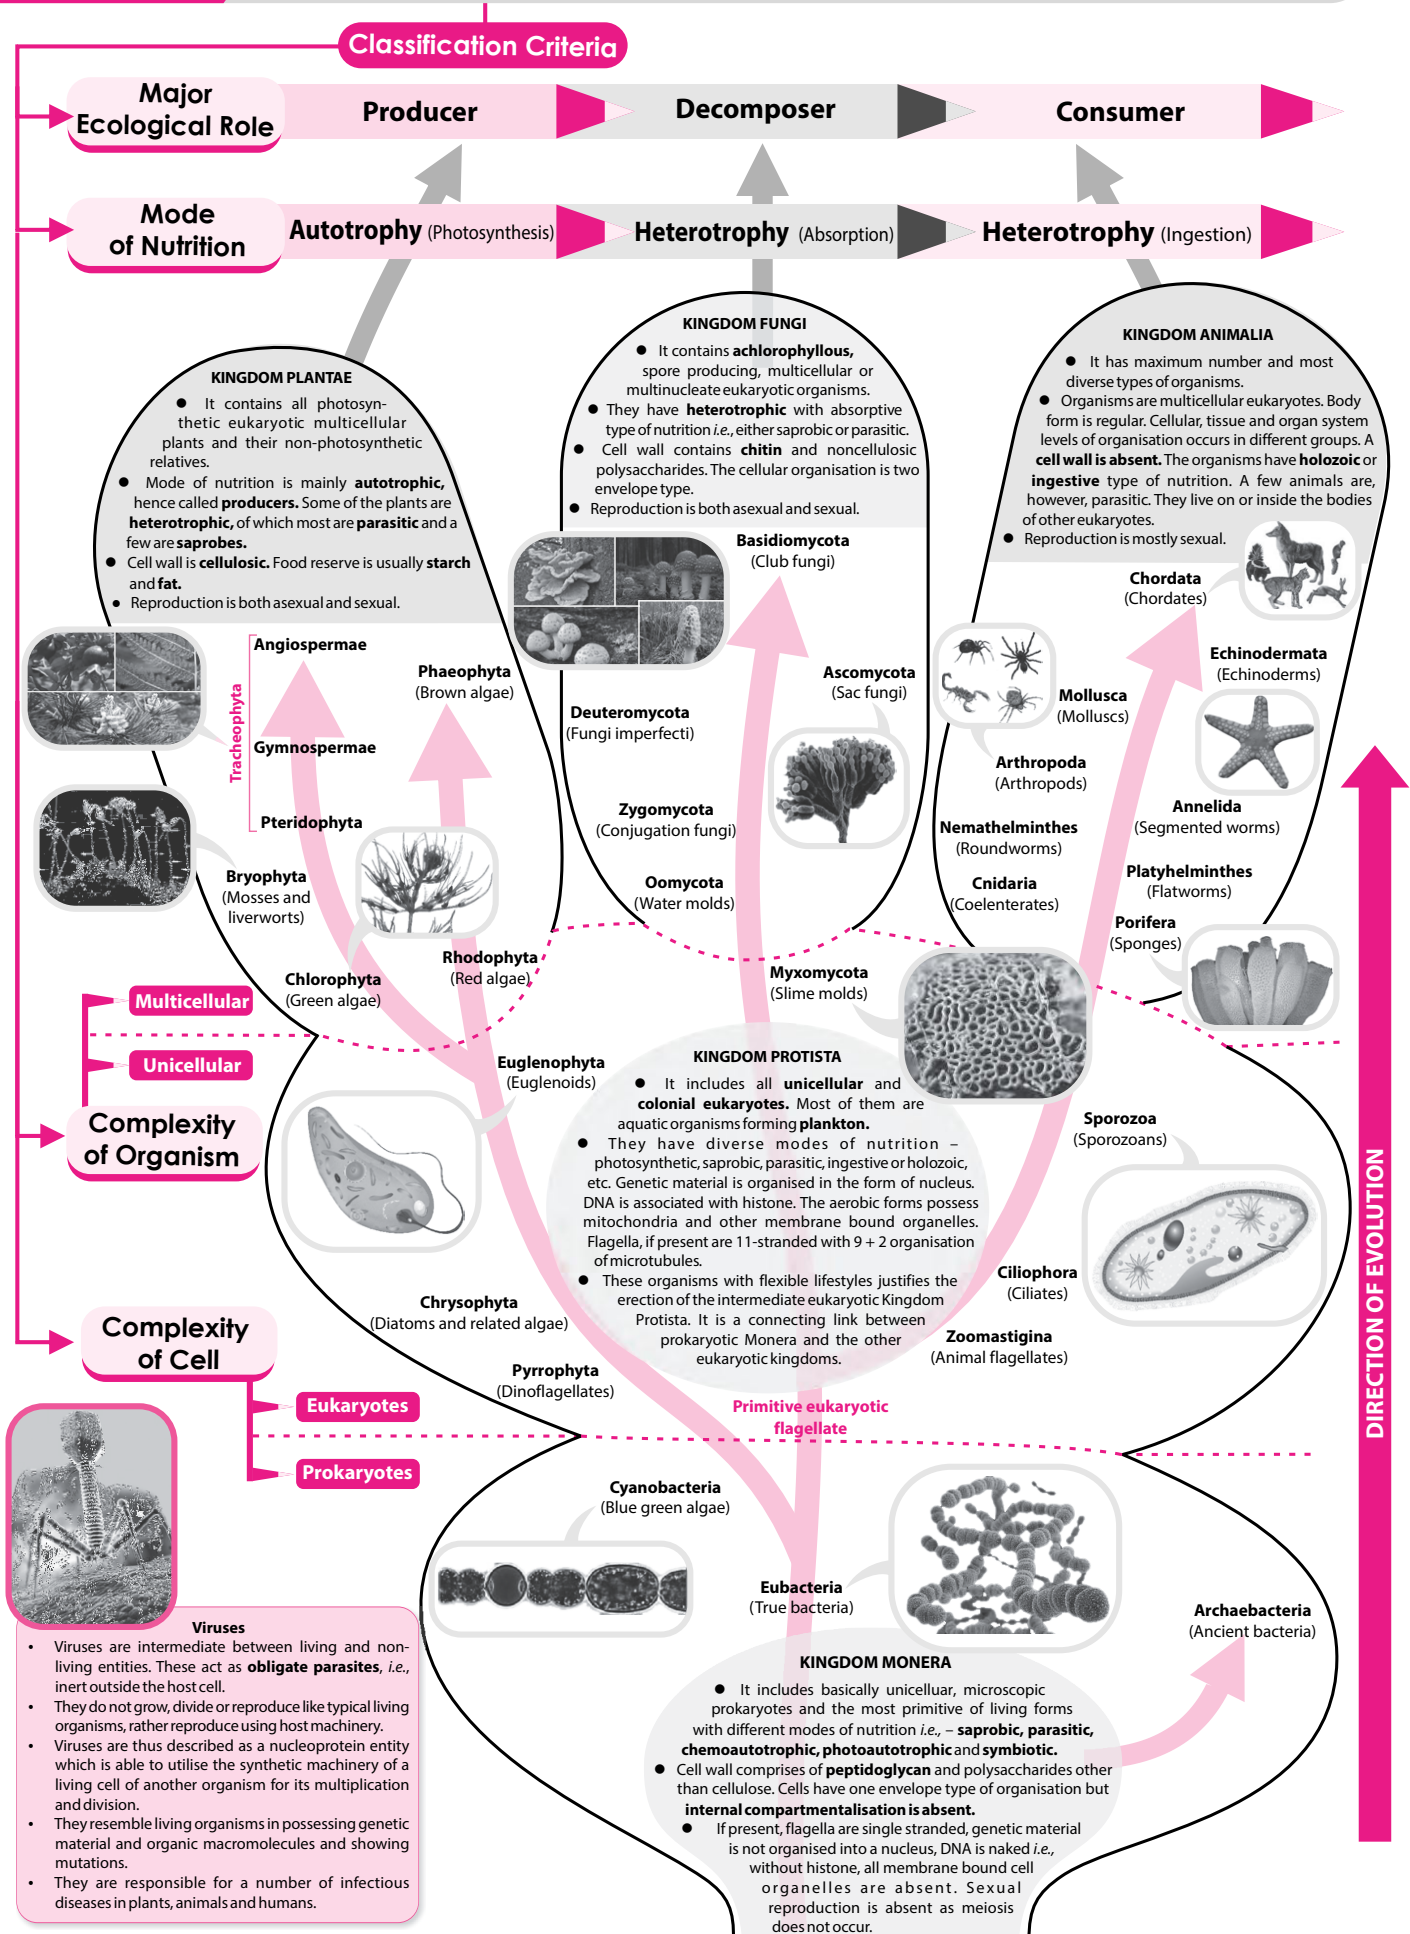 Classification Criteria
Major
Ecological Role
Producer
Decomposer
Consumer
Mode
of Nutrition
Autotrophy (Photosynthesis)
Heterotrophy (Absorption)
Heterotrophy (Ingestion)
KINGDOM PLANTAE
● It contains all photosyn-
thetic eukaryotic multicellular
plants and their non-photosynthetic
relatives.
● Mode of nutrition is mainly autotrophic,
hence called producers. Some of the plants are
heterotrophic, of which most are parasitic and a
few are saprobes.
● Cell wall is cellulosic. Food reserve is usually starch
and fat.
● Reproduction is both asexual and sexual.
KINGDOM FUNGI
● It contains achlorophyllous,
spore producing, multicellular or
multinucleate eukaryotic organisms.
● They have heterotrophic with absorptive
type of nutrition i.e., either saprobic or parasitic.
● Cell wall contains chitin and noncellulosic
polysaccharides. The cellular organisation is two
envelope type.
● Reproduction is both asexual and sexual.
KINGDOM ANIMALIA
● It has maximum number and most
diverse types of organisms.
● Organisms are multicellular eukaryotes. Body
form is regular. Cellular, tissue and organ system
levels of organisation occurs in different groups. A
cell wall is absent. The organisms have holozoic or
ingestive type of nutrition. A few animals are,
however, parasitic. They live on or inside the bodies
of other eukaryotes.
● Reproduction is mostly sexual.
Angiospermae
Tracheophyta
Gymnospermae
Pteridophyta
Phaeophyta
(Brown algae)
Bryophyta
(Mosses and
liverworts)
Chlorophyta
(Green algae)
Rhodophyta
(Red algae)
Basidiomycota
(Club fungi)
Ascomycota
(Sac fungi)
Deuteromycota
(Fungi imperfecti)
Zygomycota
(Conjugation fungi)
Oomycota
(Water molds)
Chordata
(Chordates)
Echinodermata
(Echinoderms)
Mollusca
(Molluscs)
Arthropoda
(Arthropods)
Annelida
(Segmented worms)
Nemathelminthes
(Roundworms)
Platyhelminthes
(Flatworms)
Cnidaria
(Coelenterates)
Porifera
(Sponges)
Myxomycota
(Slime molds)
Multicellular
Unicellular
Complexity
of Organism
Euglenophyta
(Euglenoids)
KINGDOM PROTISTA
● It includes all unicellular and
colonial eukaryotes. Most of them are
aquatic organisms forming plankton.
● They have diverse modes of nutrition –
photosynthetic, saprobic, parasitic, ingestive or holozoic,
etc. Genetic material is organised in the form of nucleus.
DNA is associated with histone. The aerobic forms possess
mitochondria and other membrane bound organelles.
Flagella, if present are 11-stranded with 9 + 2 organisation
of microtubules.
● These organisms with flexible lifestyles justifies the
erection of the intermediate eukaryotic Kingdom
Protista. It is a connecting link between
prokaryotic Monera and the other
eukaryotic kingdoms.
Sporozoa
(Sporozoans)
Ciliophora
(Ciliates)
Zoomastigina
(Animal flagellates)
Chrysophyta
(Diatoms and related algae)
Pyrrophyta
(Dinoflagellates)
DIRECTION OF EVOLUTION
Complexity
of Cell
Eukaryotes
Prokaryotes
Primitive eukaryotic
flagellate
Cyanobacteria
(Blue green algae)
Eubacteria
(True bacteria)
Archaebacteria
(Ancient bacteria)
KINGDOM MONERA
● It includes basically unicelluar, microscopic
prokaryotes and the most primitive of living forms
with different modes of nutrition i.e., – saprobic, parasitic,
chemoautotrophic, photoautotrophic and symbiotic.
● Cell wall comprises of peptidoglycan and polysaccharides other
than cellulose. Cells have one envelope type of organisation but
internal compartmentalisation is absent.
● If present, flagella are single stranded, genetic material
is not organised into a nucleus, DNA is naked i.e.,
without histone, all membrane bound cell
organelles are absent. Sexual
reproduction is absent as meiosis
does not occur.
Viruses
• Viruses are intermediate between living and non-
living entities. These act as obligate parasites, i.e.,
inert outside the host cell.
• They do not grow, divide or reproduce like typical living
organisms, rather reproduce using host machinery.
• Viruses are thus described as a nucleoprotein entity
which is able to utilise the synthetic machinery of a
living cell of another organism for its multiplication
and division.
• They resemble living organisms in possessing genetic
material and organic macromolecules and showing
mutations.
• They are responsible for a number of infectious
diseases in plants, animals and humans.